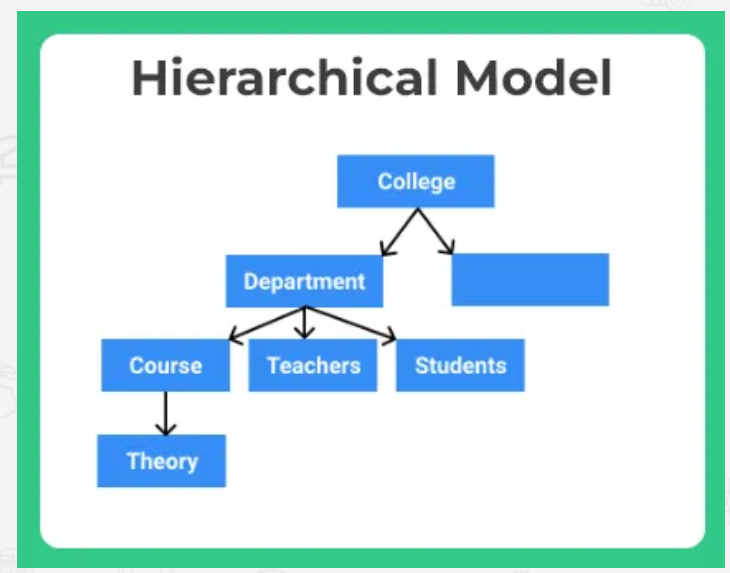 Hierarchical Model
College
Department
Course
Teachers
Students
Theory